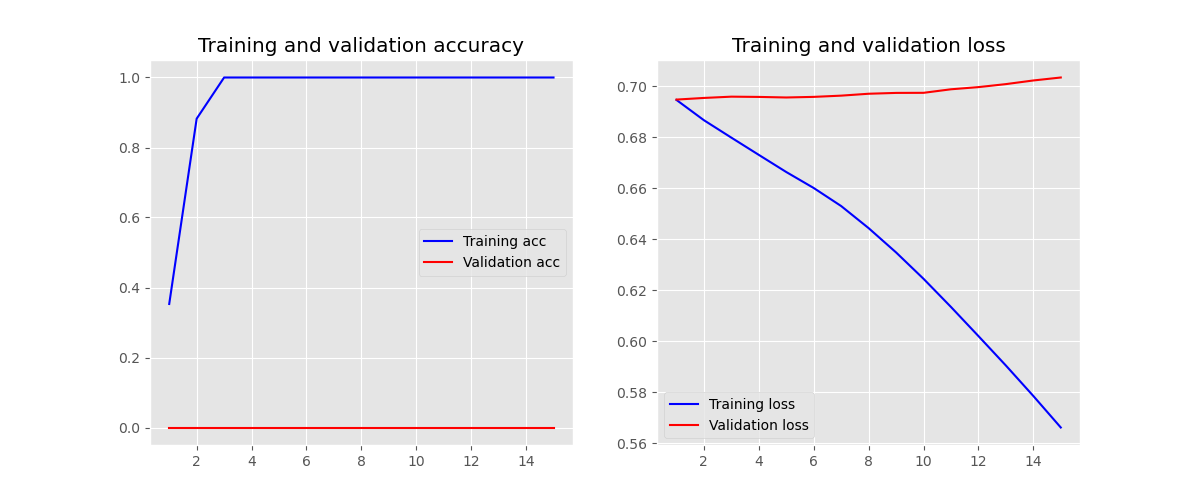 Training and validation accuracy
1.0
0.8
0.6
0.4
0.2
0.0
2 4 6 8 10 12 14
Training acc
Validation acc
Training and validation loss
0.70
0.68
0.66
0.64
0.62
0.60
0.58
0.56
2 4 6 8 10 12 14
Training loss
Validation loss